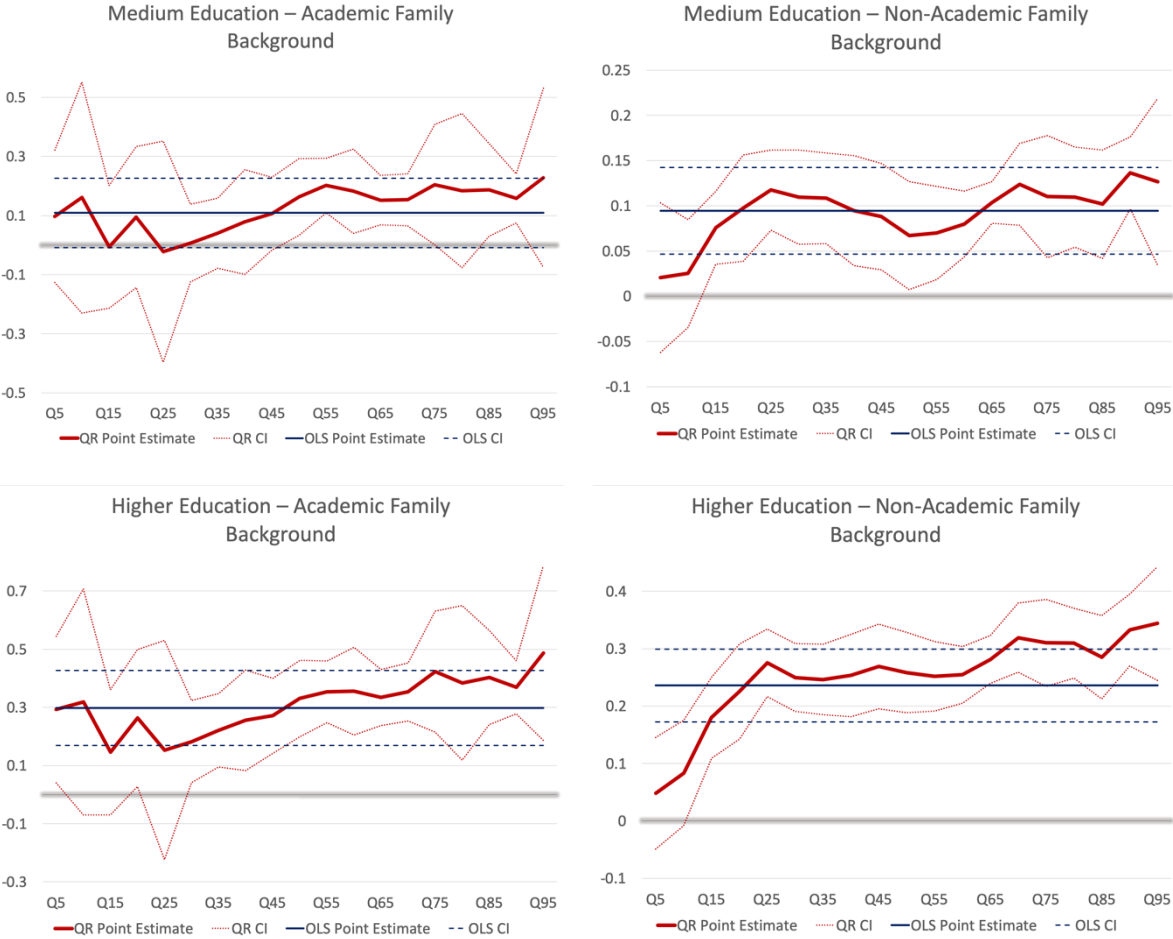 Medium Education – Academic Family
Background
0.5
0.3
0.1
-0.1
-0.3
-0.5
Q5 Q15 Q25 Q35 Q45 Q55 Q65 Q75 Q85 Q95
QR Point Estimate QR CI OLS Point Estimate OLS CI
Medium Education – Non-Academic Family
Background
0.25
0.2
0.15
0.1
0.05
0
-0.05
-0.1
Q5 Q15 Q25 Q35 Q45 Q55 Q65 Q75 Q85 Q95
QR Point Estimate QR CI OLS Point Estimate OLS CI
Higher Education – Academic Family
Background
0.7
0.5
0.3
0.1
-0.1
-0.3
Q5 Q15 Q25 Q35 Q45 Q55 Q65 Q75 Q85 Q95
QR Point Estimate QR CI OLS Point Estimate OLS CI
Higher Education – Non-Academic Family
Background
0.4
0.3
0.2
0.1
0
-0.1
Q5 Q15 Q25 Q35 Q45 Q55 Q65 Q75 Q85 Q95
QR Point Estimate QR CI OLS Point Estimate OLS CI